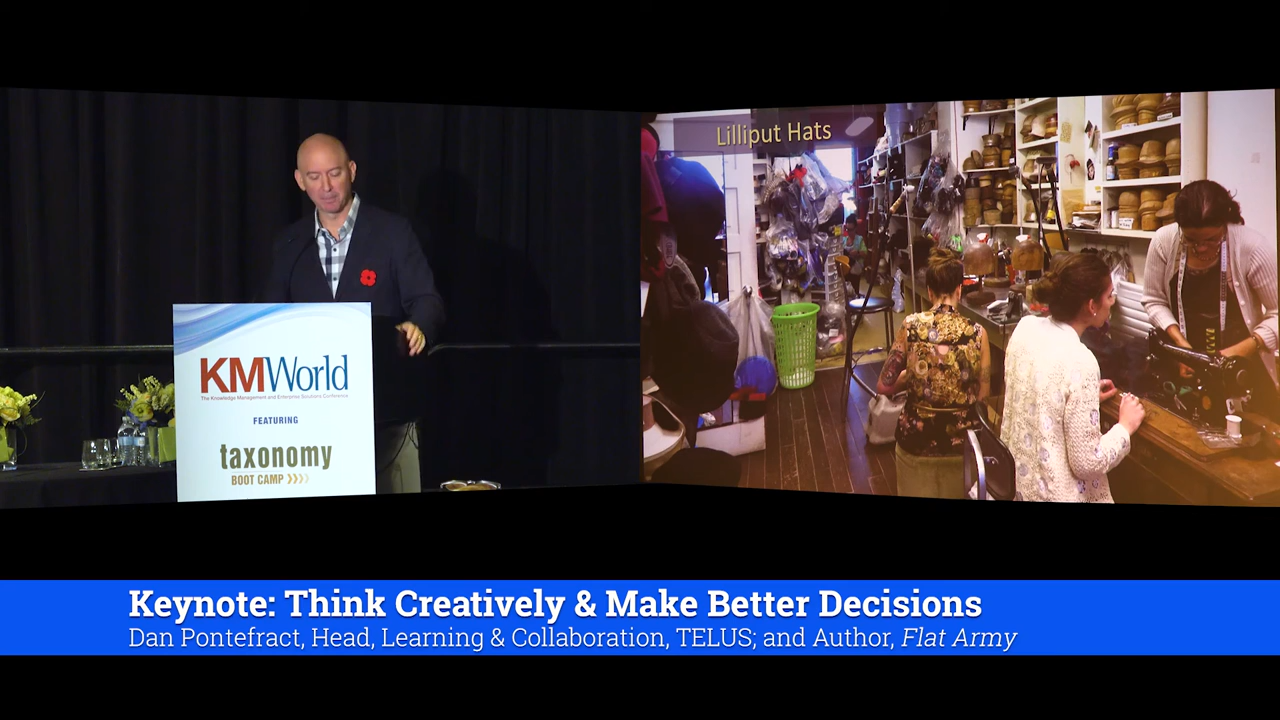 Lilliput Hats
KMWorld
The Knowledge Management and Enterprise Solutions Conference
FEATURING
taxonomy
BOOT CAMP
Keynote: Think Creatively & Make Better Decisions
Dan Pontefract, Head, Learning & Collaboration, TELUS; and Author, Flat Army